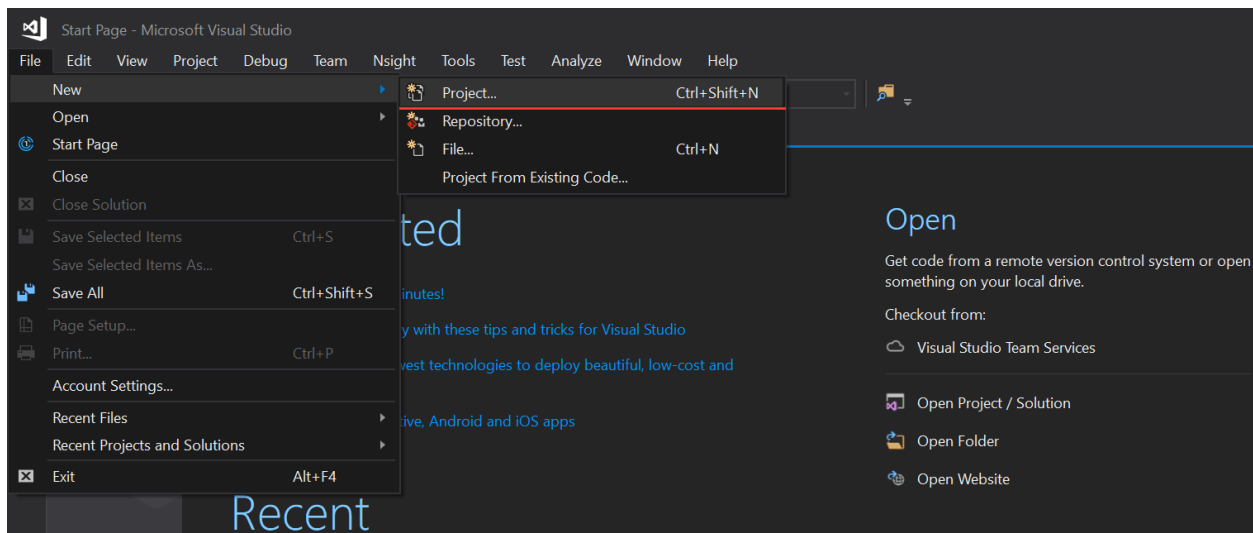 Start Page - Microsoft Visual Studio
File Edit View Project Debug Team Nsight Tools Test Analyze Window Help
New
Open
Start Page
Close
Close Solution
Save Selected Items Ctrl+S
Save Selected Items As...
Save All Ctrl+Shift+S
Page Setup...
Print... Ctrl+P
Account Settings...
Recent Files
Recent Projects and Solutions
Exit Alt+F4
Project... Ctrl+Shift+N
Repository...
File... Ctrl+N
Project From Existing Code...
ted
inutes!
y with these tips and tricks for Visual Studio
west technologies to deploy beautiful, low-cost and
tive, Android and iOS apps
Recent
Open
Get code from a remote version control system or open
something on your local drive.
Checkout from:
Visual Studio Team Services
Open Project / Solution
Open Folder
Open Website